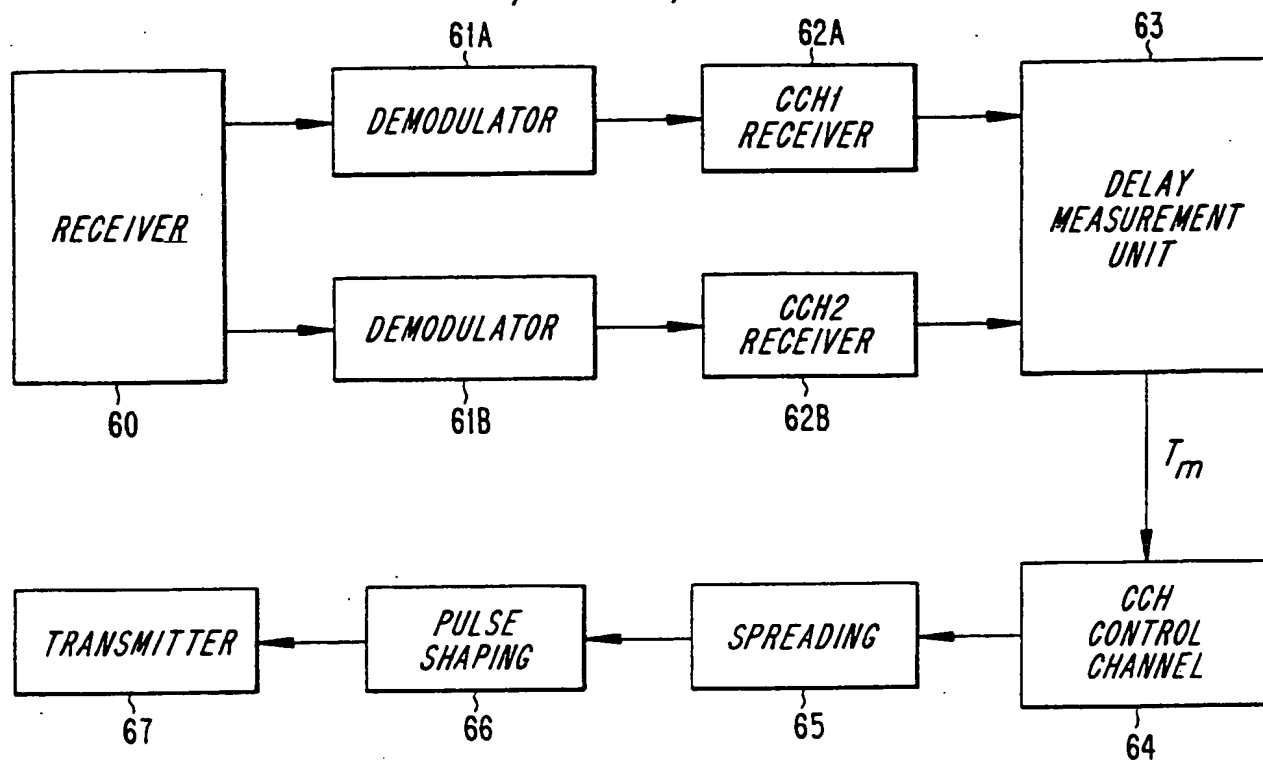 61A
62A
63
RECEIVER
DEMODULATOR
CCH1
RECEIVER
DELAY
MEASUREMENT
UNIT
DEMODULATOR
CCH2
RECEIVER
60
61B
62B
Tm
TRANSMITTER
PULSE
SHAPING
SPREADING
CCH
CONTROL
CHANNEL
67
66
65
64